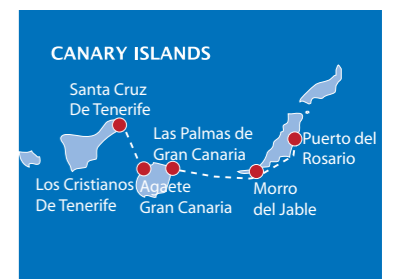 CANARY ISLANDS
Santa Cruz
De Tenerife
Las Palmas de
Gran Canaria
Puerto del
Rosario
Los Cristianos
De Tenerife
Agaete
Gran Canaria
Morro
del Jable